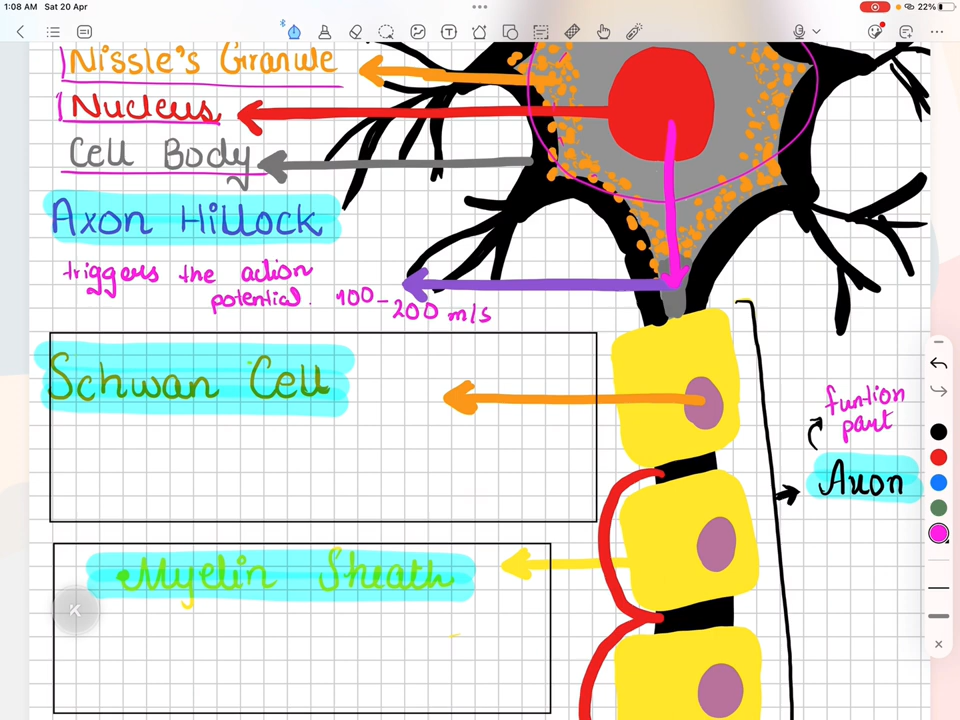 1:08 AM Sat 20 Apr
22%
Nissle's Granule
Nucleus
Cell Body
Axon Hillock
triggers the action
potential. 100-
200 m/s
Schwan Cell
funtion
part
Axon
Myelin Sheath